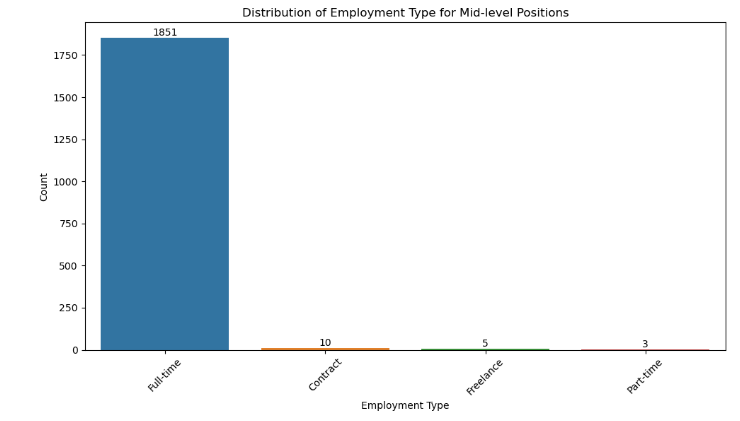 Distribution of Employment Type for Mid-level Positions
1851
1750
1500
1250
1000
750
500
250
0
10
5
3
Count
Full-time
Contract
Freelance
Part-time
Employment Type